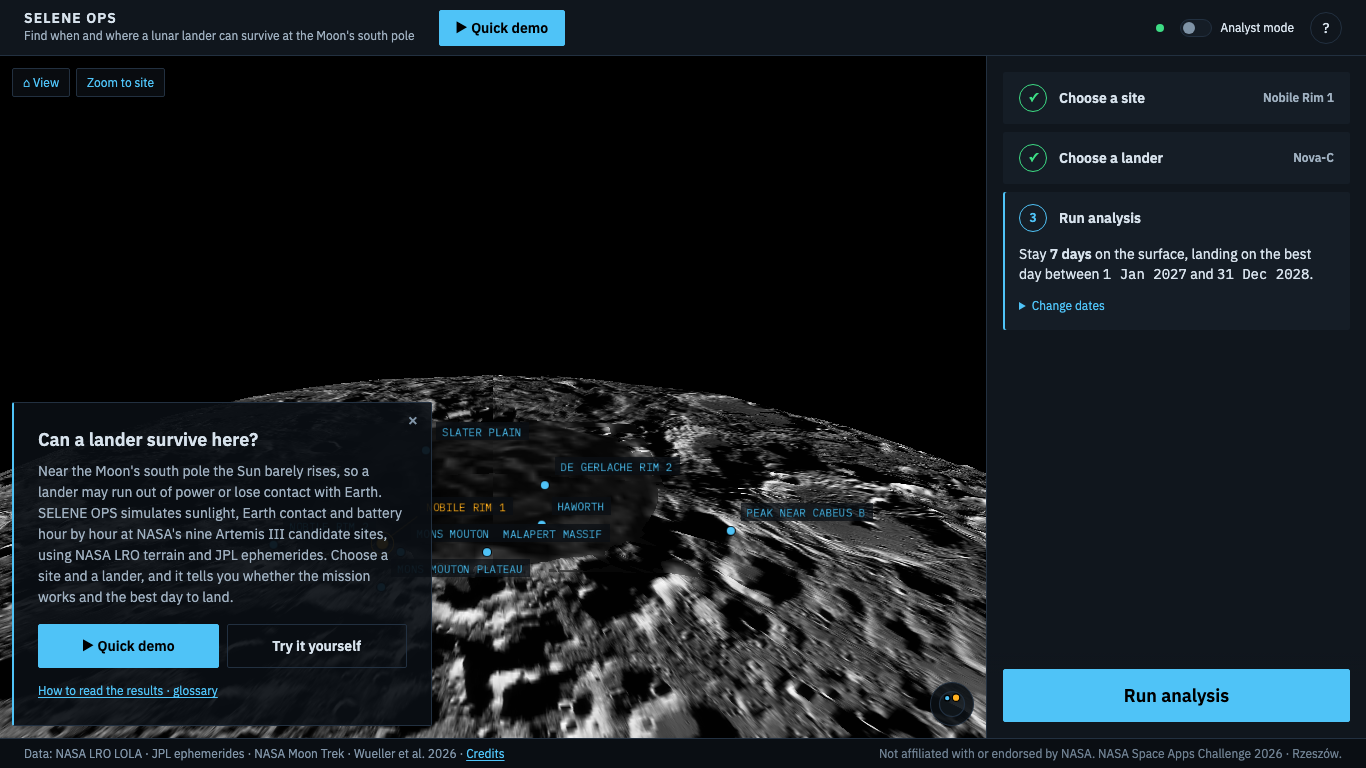 SELENE OPS
Find when and where a lunar lander can survive at the Moon's south pole
▶ Quick demo
Analyst mode
?
⌂ View
Zoom to site
✓ Choose a site Nobile Rim 1
✓ Choose a lander Nova-C
3 Run analysis
Stay 7 days on the surface, landing on the best
day between 1 Jan 2027 and 31 Dec 2028.
▶ Change dates
SLATER PLAIN
DE GERLACHE RIM 2
OBILE RIM 1
HAWORTH
PEAK NEAR CABEUS B
NS MOUTON
MALAPERT MASSIF
MOUTON PLATEAU
×
Can a lander survive here?
Near the Moon's south pole the Sun barely rises, so a
lander may run out of power or lose contact with Earth.
SELENE OPS simulates sunlight, Earth contact and battery
hour by hour at NASA's nine Artemis III candidate sites,
using NASA LRO terrain and JPL ephemerides. Choose a
site and a lander, and it tells you whether the mission
works and the best day to land.
▶ Quick demo
Try it yourself
How to read the results · glossary
Run analysis
Data: NASA LRO LOLA · JPL ephemerides · NASA Moon Trek · Wueller et al. 2026 · Credits
Not affiliated with or endorsed by NASA. NASA Space Apps Challenge 2026 · Rzeszów.